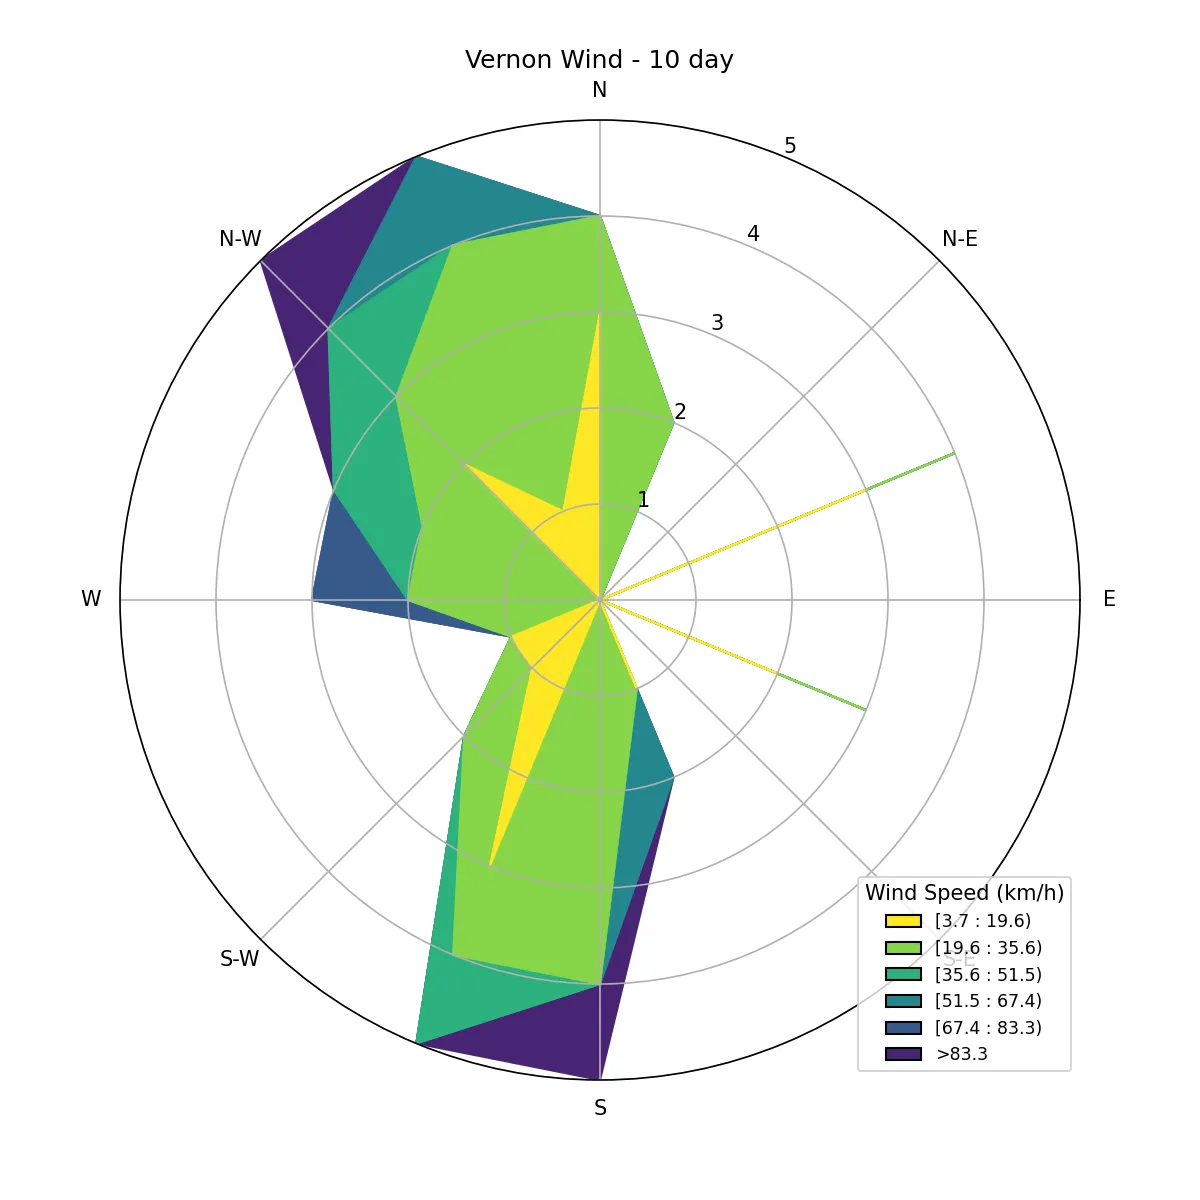 Vernon Wind - 10 day
N
5
N-W
4
N-E
3
2
1
W
E
S-W
S-E
S
Wind Speed (km/h)
[3.7 : 19.6)
[19.6 : 35.6)
[35.6 : 51.5)
[51.5 : 67.4)
[67.4 : 83.3)
>83.3